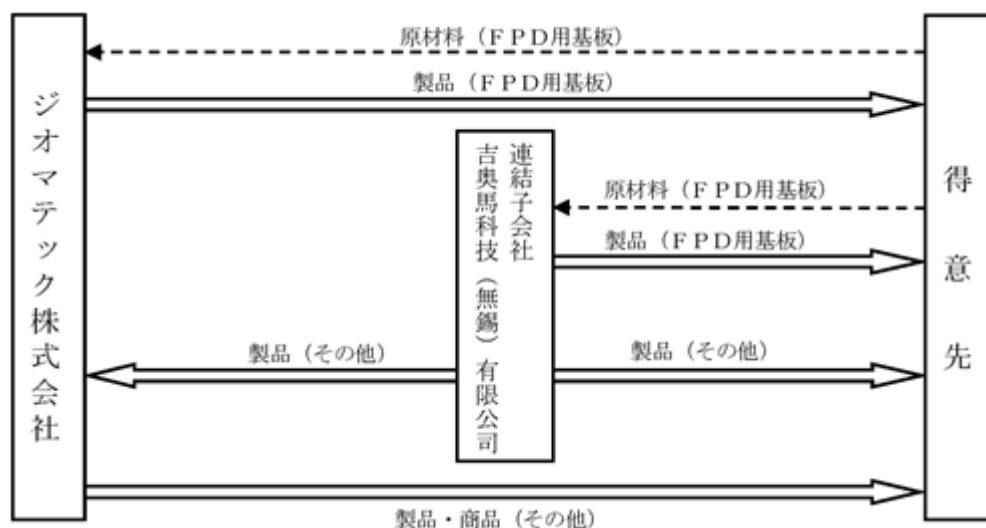 ジオマテック株式会社
原材料（ＦＰＤ用基板）
製品（ＦＰＤ用基板）
連結子会社
吉奥馬科技（無錫）有限公司
原材料（ＦＰＤ用基板）
製品（ＦＰＤ用基板）
製品（その他）
製品（その他）
製品・商品（その他）
得意先